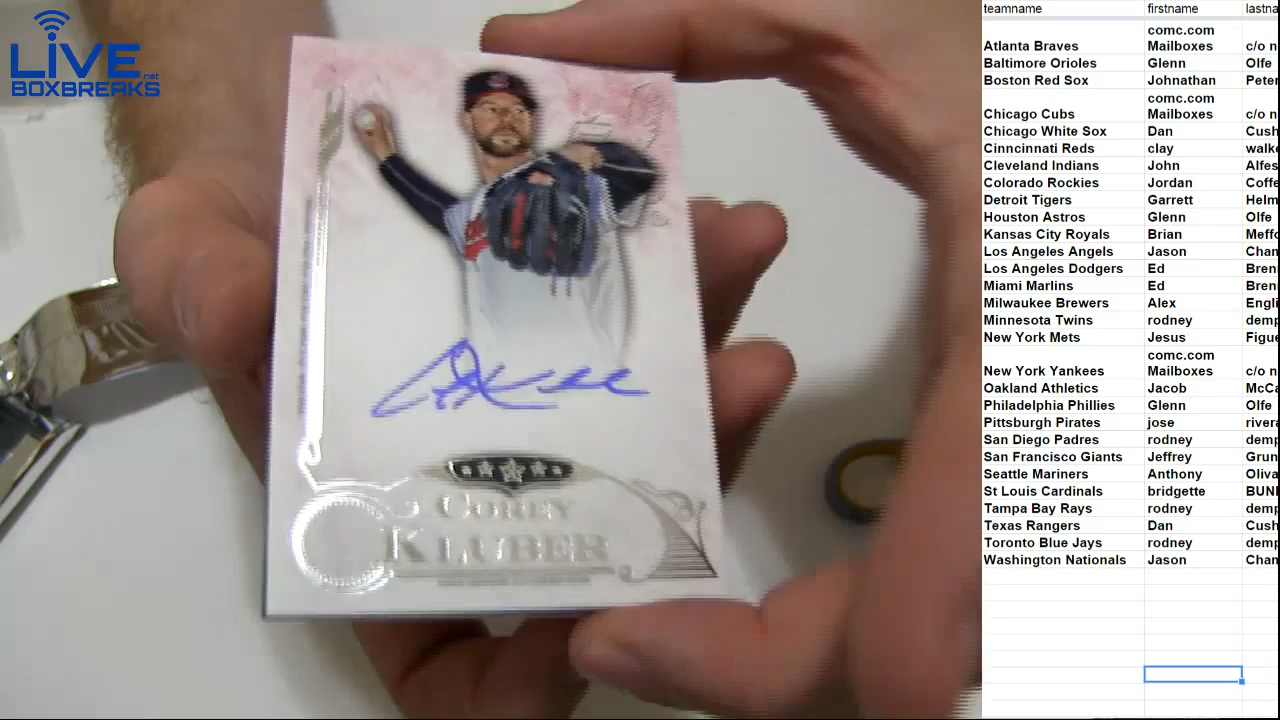 LIVE
.net
BOXBREAKS
COREY
KLUBER
teamname firstname lastna
comc.com
Atlanta Braves Mailboxes c/o n
Baltimore Orioles Glenn Olfe
Boston Red Sox Johnathan Peter
comc.com
Chicago Cubs Mailboxes c/o n
Chicago White Sox Dan Cush
Cinncincinati Reds clay walke
Cleveland Indians John Alfes
Colorado Rockies Jordan Coffe
Detroit Tigers Garrett Helm
Houston Astros Glenn Olfe
Kansas City Royals Brian Meffo
Los Angeles Angels Jason Chan
Los Angeles Dodgers Ed Bren
Miami Marlins Ed Bren
Milwaukee Brewers Alex Engli
Minnesota Twins rodney demp
New York Mets Jesus Figue
comc.com
New York Yankees Mailboxes c/o n
Oakland Athletics Jacob McCa
Philadelphia Phillies Glenn Olfe
Pittsburgh Pirates jose rivera
San Diego Padres rodney demp
San Francisco Giants Jeffrey Grun
Seattle Mariners Anthony Oliva
St Louis Cardinals bridgette BUNI
Tampa Bay Rays rodney demp
Texas Rangers Dan Cush
Toronto Blue Jays rodney demp
Washington Nationals Jason Chan